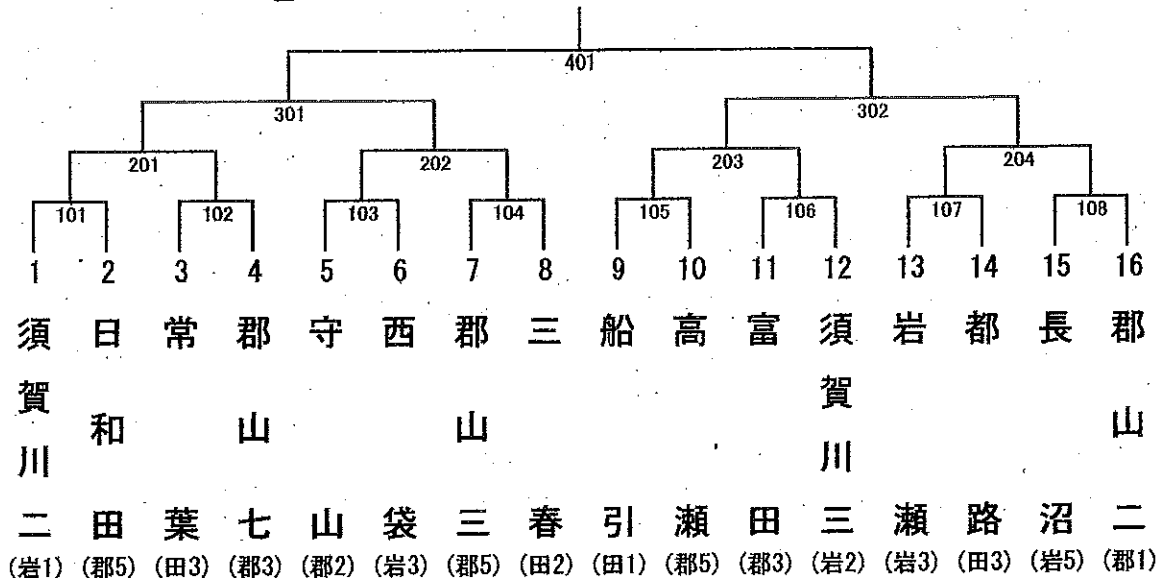 401
301 302
201 202 203 204
101 102 103 104 105 106 107 108
1 2 3 4 5 6 7 8 9 10 11 12 13 14 15 16
須賀川二 日和田 常葉 郡山七 守山 西袋 郡山三 三春 船引 高瀬 富田 須賀川三 岩瀬 都路 長沼 郡山二
(岩1) (郡5) (田3) (郡3) (郡2) (岩3) (郡5) (田2) (田1) (郡5) (郡3) (岩2) (岩3) (田3) (岩5) (郡1)